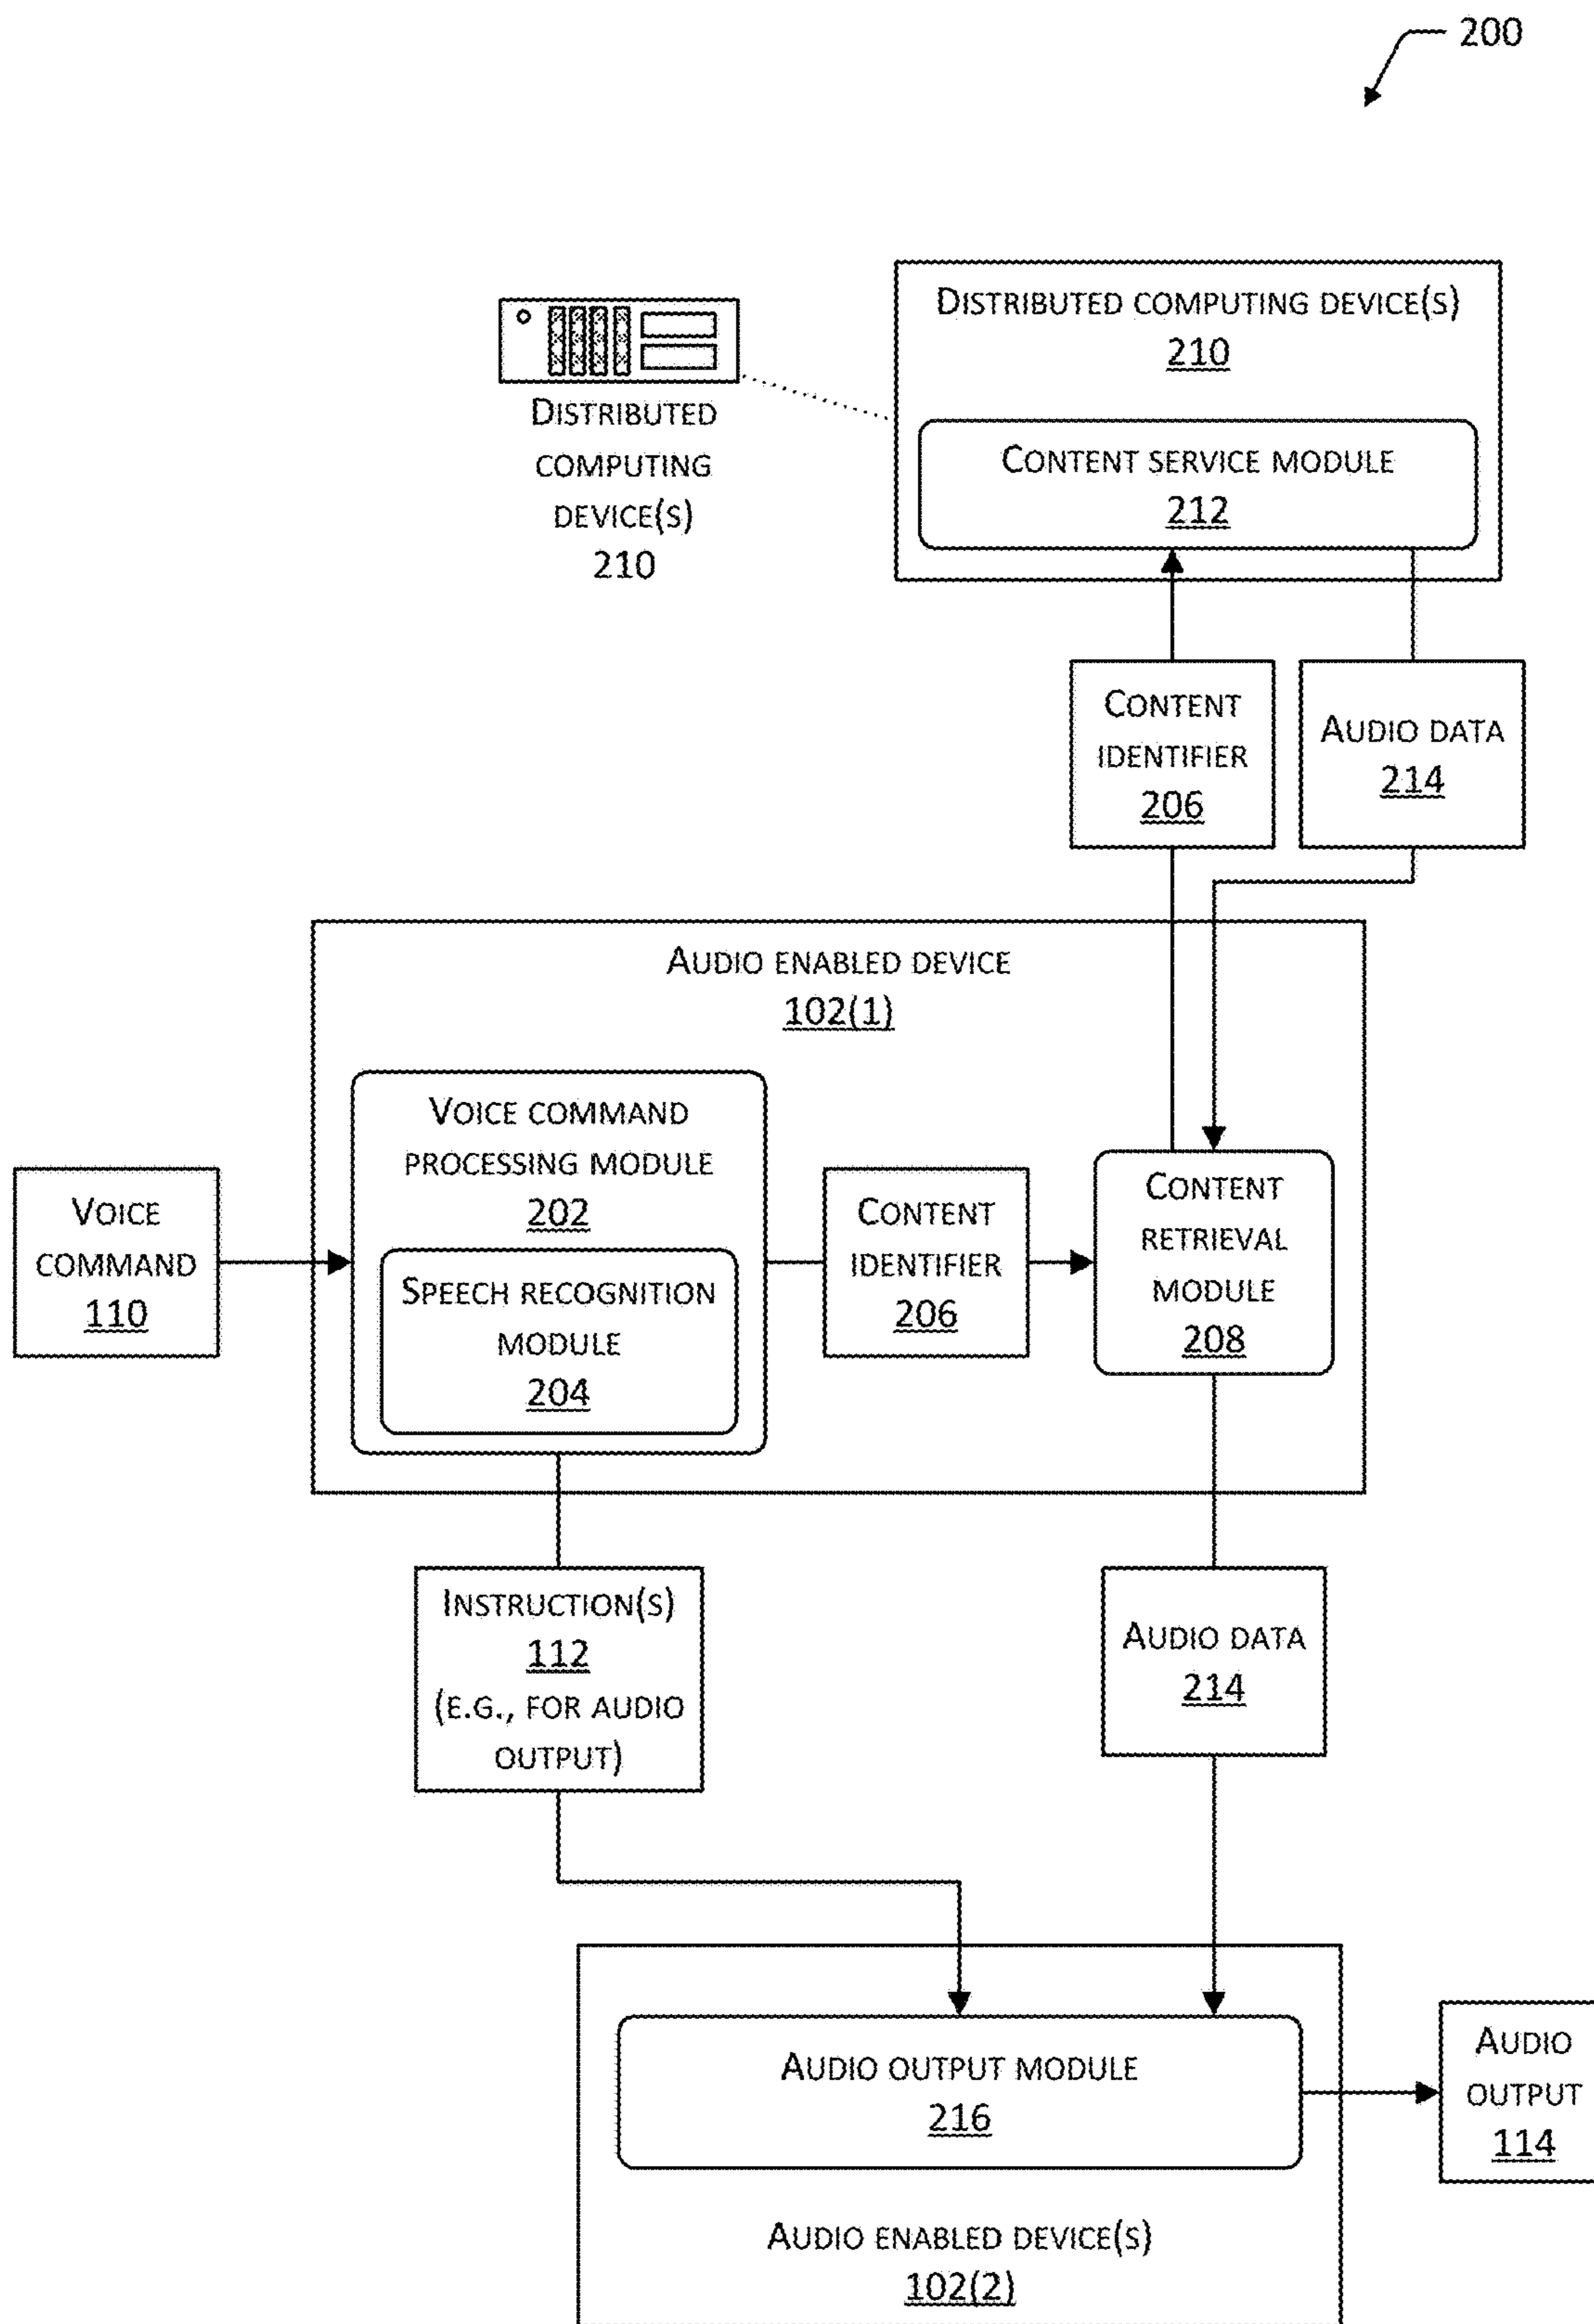 200
DISTRIBUTED COMPUTING DEVICE(S)
210
DISTRIBUTED
COMPUTING
DEVICE(S)
210
CONTENT SERVICE MODULE
212
CONTENT
IDENTIFIER
206
AUDIO DATA
214
AUDIO ENABLED DEVICE
102(1)
VOICE COMMAND
PROCESSING MODULE
202
SPEECH RECOGNITION
MODULE
204
VOICE
COMMAND
110
CONTENT
IDENTIFIER
206
CONTENT
RETRIEVAL
MODULE
208
INSTRUCTION(S)
112
(E.G., FOR AUDIO
OUTPUT)
AUDIO DATA
214
AUDIO OUTPUT MODULE
216
AUDIO
OUTPUT
114
AUDIO ENABLED DEVICE(S)
102(2)